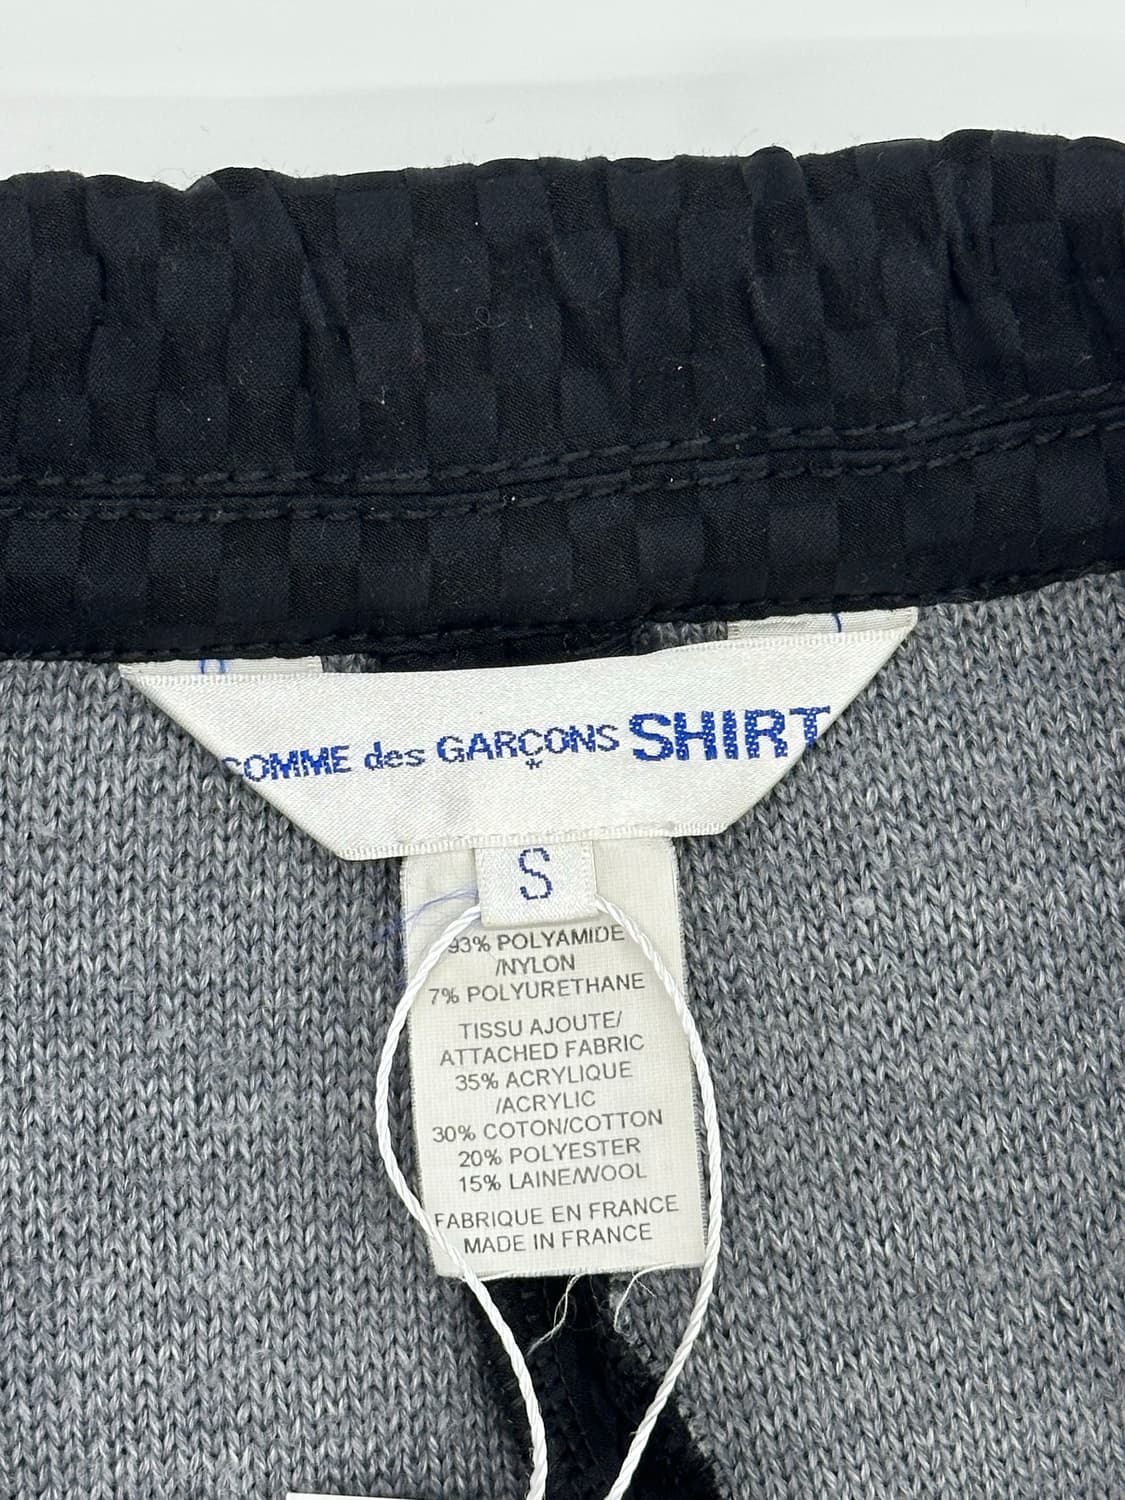 COMME des GARÇONS SHIRT
*
S
93% POLYAMIDE
/NYLON
7% POLYURETHANE
TISSU AJOUTE/
ATTACHED FABRIC
35% ACRYLIQUE
/ACRYLIC
30% COTON/COTTON
20% POLYESTER
15% LAINE/WOOL
FABRIQUE EN FRANCE
MADE IN FRANCE